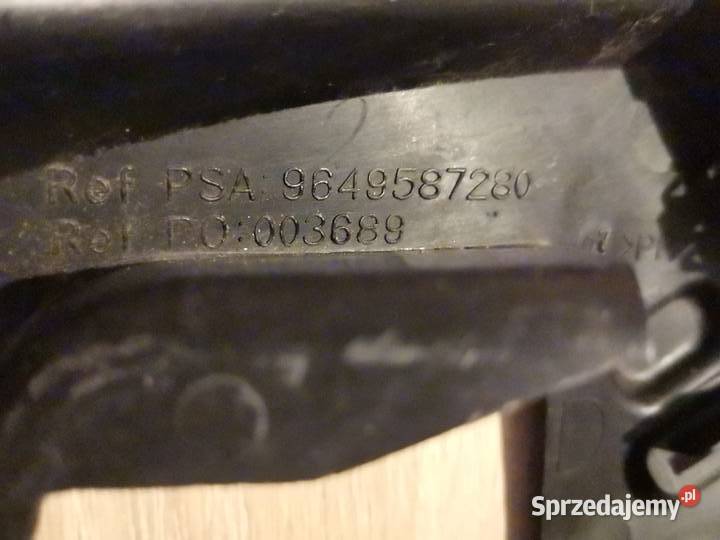 Ref PSA: 9649587280
Ref PO:003689
D
Sprzedajemy.pl